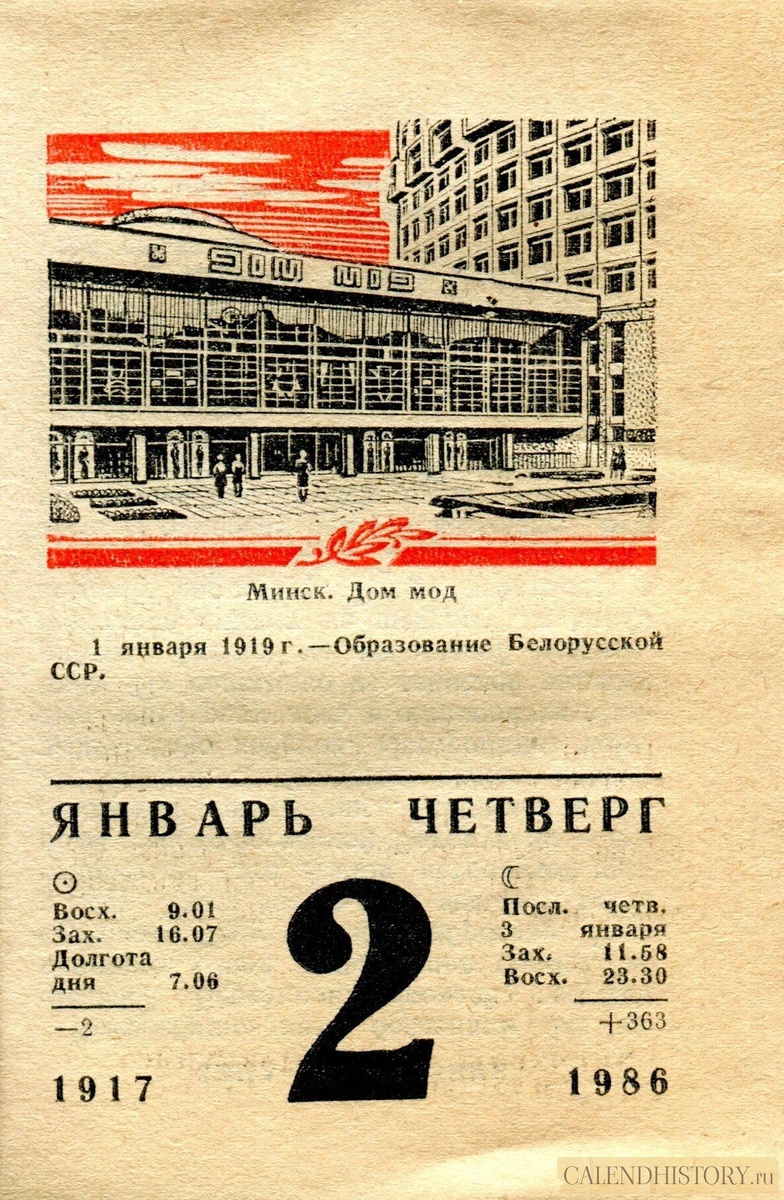 ДОМ МОД
Минск. Дом мод
1 января 1919 г.—Образование Белорусской
ССР.
ЯНВАРЬ ЧЕТВЕРГ
2
Восх. 9.01
Зах. 16.07
Долгота
дня 7.06
—2
1917
Посл. четв.
3 января
Зах. 11.58
Восх. 23.30
+363
1986
CALENDHISTORY.ru